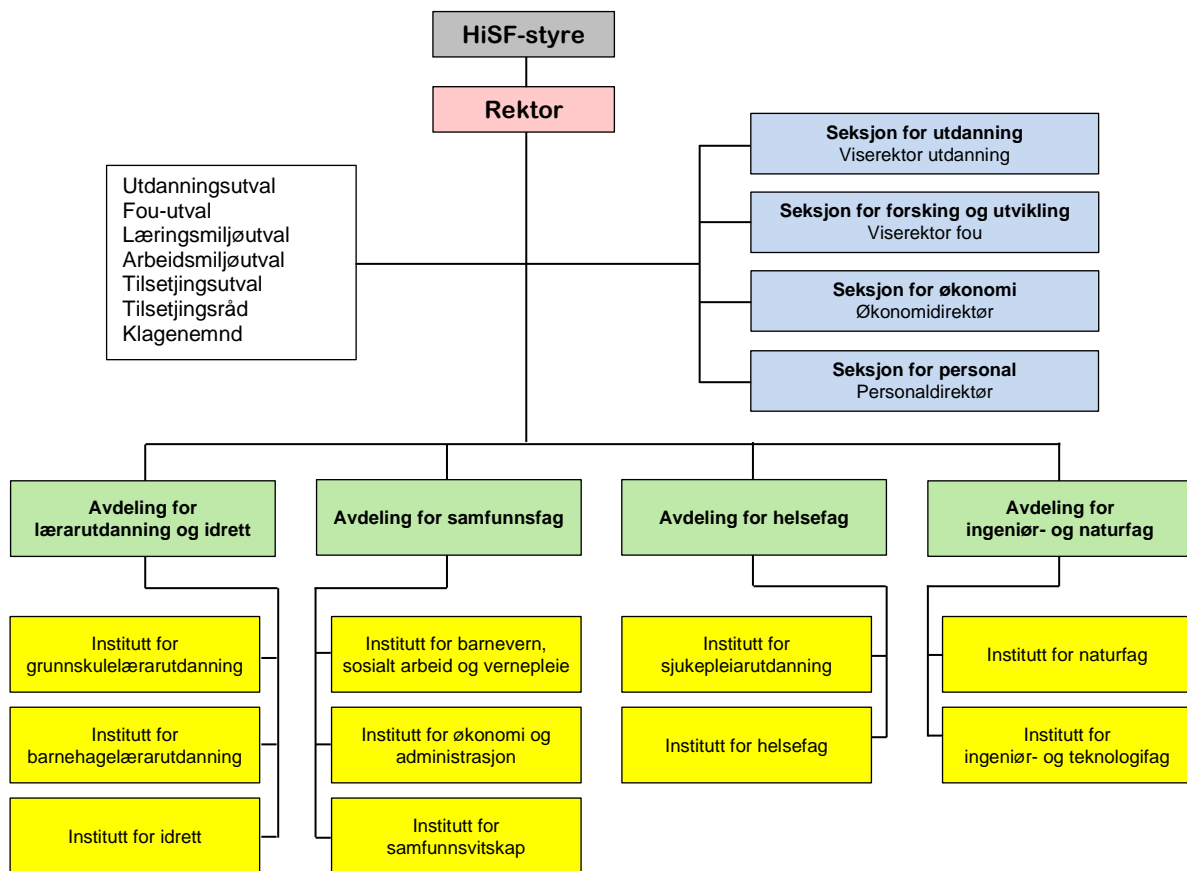 HiSF-styre
Rektor
Seksjon for utdanning
Viserektor utdanning
Utdanningsutval
Fou-utval
Læringsmiljøutval
Arbeidsmiljøutval
Tilsetjingsutval
Tilsetjingsråd
Klagenemnd
Seksjon for forsking og utvikling
Viserektor fou
Seksjon for økonomi
Økonomidirektør
Seksjon for personal
Personaldirektør
Avdeling for
lærarutdanning og idrett
Avdeling for samfunnsfag
Avdeling for helsefag
Avdeling for
ingeniør- og naturfag
Institutt for
grunnskulelærarutdanning
Institutt for barnevern,
sosialt arbeid og vernepleie
Institutt for
sjukepleiarutdanning
Institutt for naturfag
Institutt for
barnehagelærarutdanning
Institutt for økonomi og
administrasjon
Institutt for helsefag
Institutt for
ingeniør- og teknologifag
Institutt for idrett
Institutt for
samfunnsvitskap